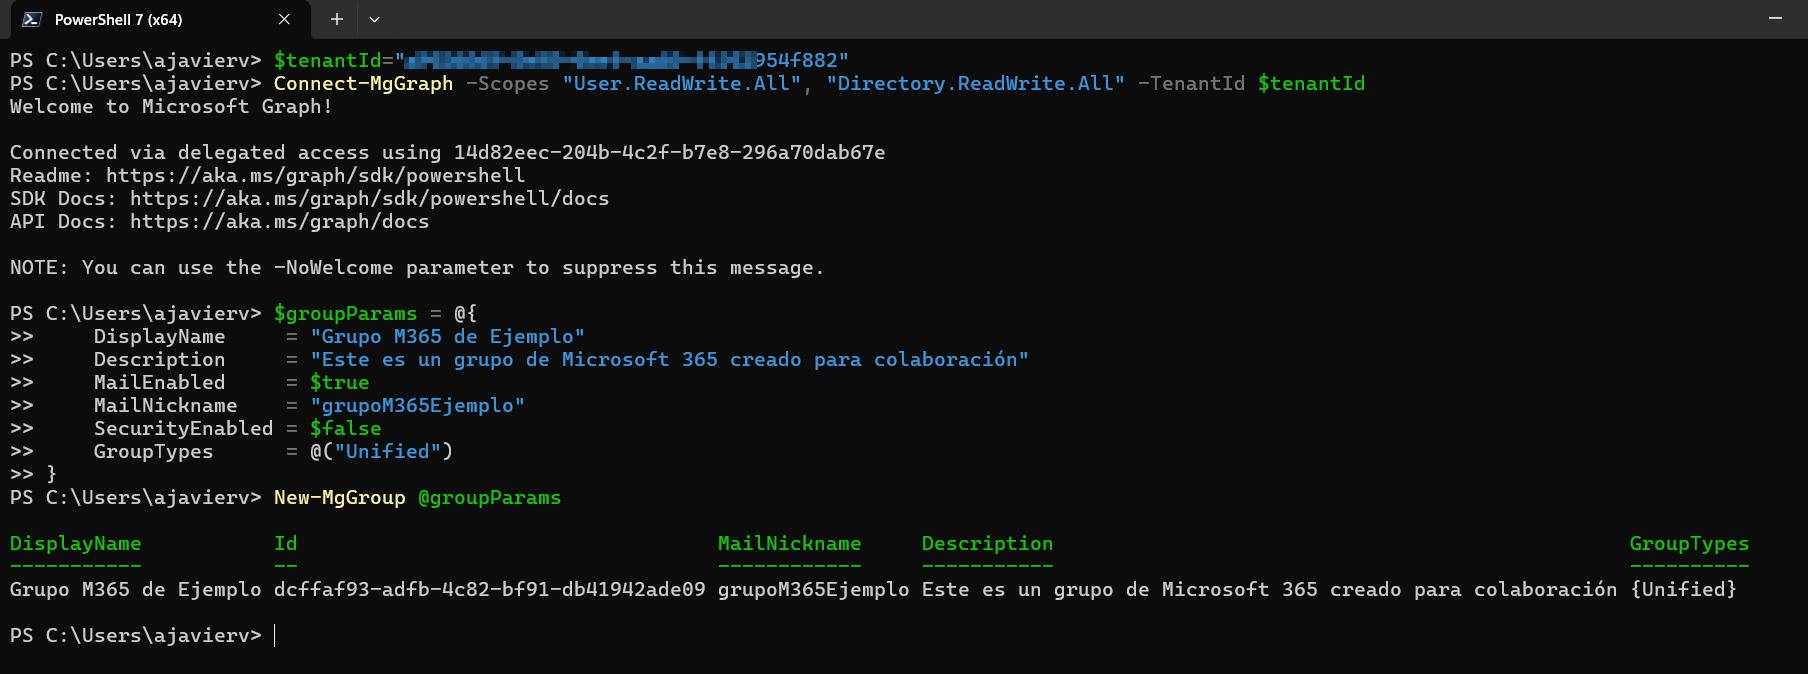 PowerShell 7 (x64)
PS C:\Users\ajavierv> $tenantId="954f882"
PS C:\Users\ajavierv> Connect-MgGraph -Scopes "User.ReadWrite.All", "Directory.ReadWrite.All" -TenantId $tenantId
Welcome to Microsoft Graph!
Connected via delegated access using 14d82eec-204b-4c2f-b7e8-296a70dab67e
Readme: https://aka.ms/graph/sdk/powershell
SDK Docs: https://aka.ms/graph/sdk/powershell/docs
API Docs: https://aka.ms/graph/docs
NOTE: You can use the -NoWelcome parameter to suppress this message.
PS C:\Users\ajavierv> $groupParams = @{
>>     DisplayName     = "Grupo M365 de Ejemplo"
>>     Description     = "Este es un grupo de Microsoft 365 creado para colaboración"
>>     MailEnabled     = $true
>>     MailNickname    = "grupoM365Ejemplo"
>>     SecurityEnabled = $false
>>     GroupTypes      = @("Unified")
>> }
PS C:\Users\ajavierv> New-MgGroup @groupParams
DisplayName           Id                                   MailNickname     Description                                                GroupTypes
-----------           --                                   ------------     -----------                                                ----------
Grupo M365 de Ejemplo dcffaf93-adfb-4c82-bf91-db41942ade09 grupoM365Ejemplo Este es un grupo de Microsoft 365 creado para colaboración {Unified}
PS C:\Users\ajavierv>